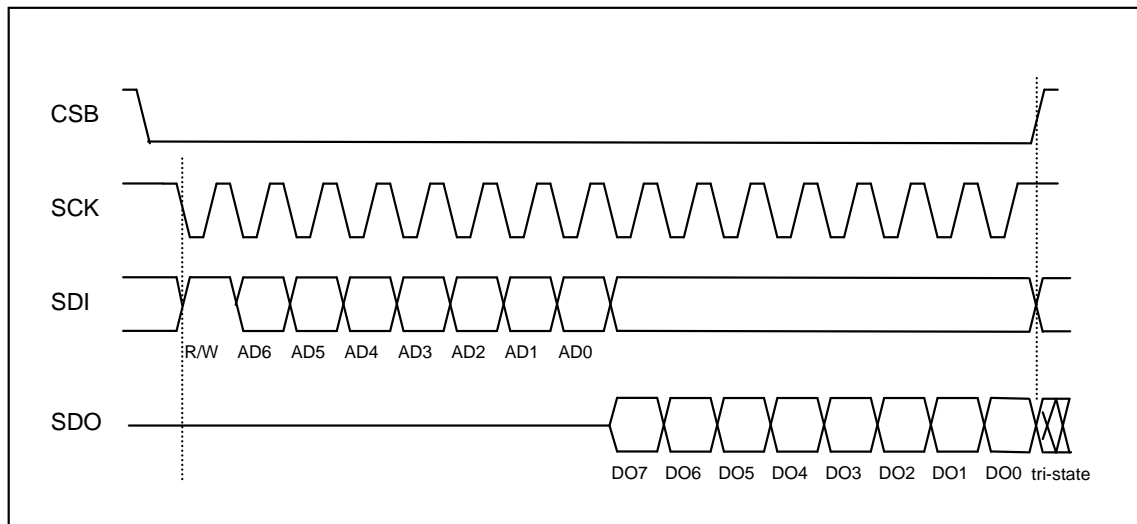 CSB
SCK
SDI
R/W AD6 AD5 AD4 AD3 AD2 AD1 AD0
SDO
DO7 DO6 DO5 DO4 DO3 DO2 DO1 DO0 tri-state